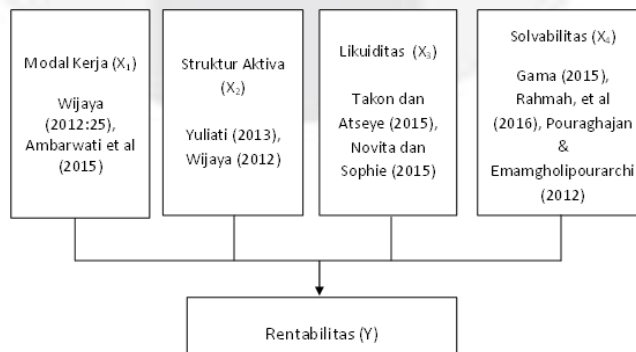 Modal Kerja (X₁)
Wijaya
(2012:25),
Ambarwati et al
(2015)
Struktur Aktiva
(X₂)
Yuliati (2013),
Wijaya (2012)
Likuiditas (X₃)
Takon dan
Atseye (2015),
Novita dan
Sophie (2015)
Solvabilitas (X₄)
Gama (2015),
Rahmah, et al
(2016), Pouraghajan
&
Emamgholipourarchi
(2012)
Rentabilitas (Y)